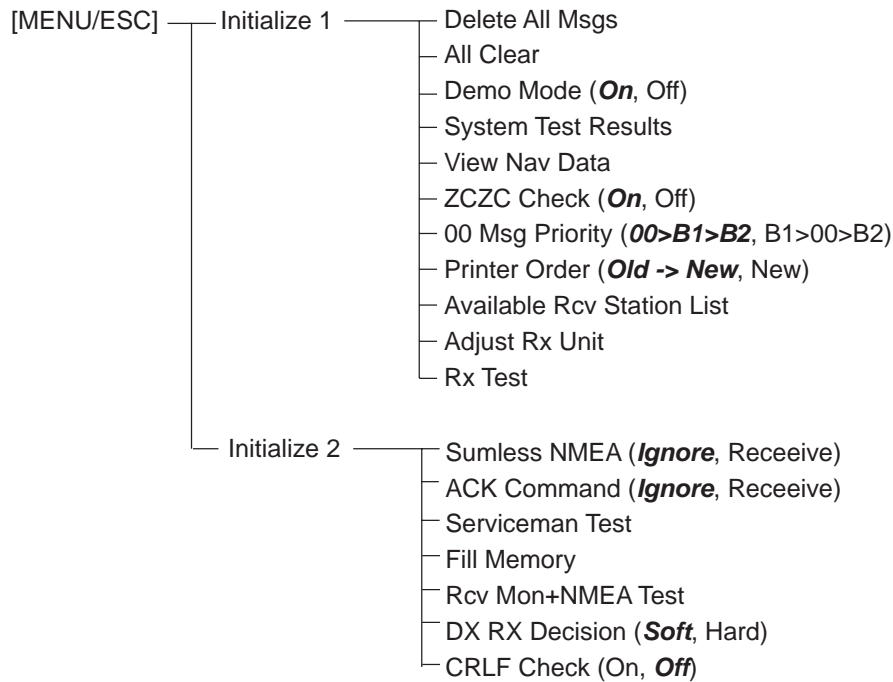 [MENU/ESC] Initialize 1 Delete All Msgs
All Clear
Demo Mode (On, Off)
System Test Results
View Nav Data
ZCZC Check (On, Off)
00 Msg Priority (00>B1>B2, B1>00>B2)
Printer Order (Old -> New, New)
Available Rcv Station List
Adjust Rx Unit
Rx Test
Initialize 2 Sumless NMEA (Ignore, Receeive)
ACK Command (Ignore, Receeive)
Serviceman Test
Fill Memory
Rcv Mon+NMEA Test
DX RX Decision (Soft, Hard)
CRLF Check (On, Off)